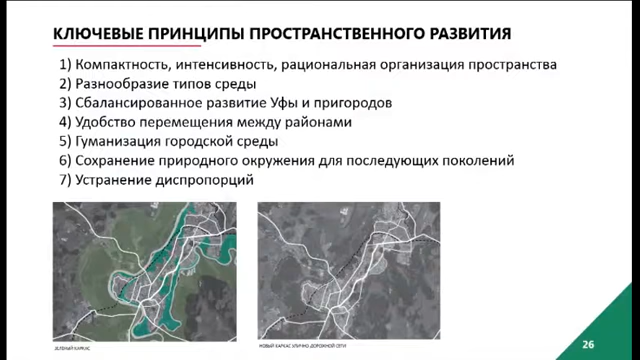 КЛЮЧЕВЫЕ ПРИНЦИПЫ ПРОСТРАНСТВЕННОГО РАЗВИТИЯ
1) Компактность, интенсивность, рациональная организация пространства
2) Разнообразие типов среды
3) Сбалансированное развитие Уфы и пригородов
4) Удобство перемещения между районами
5) Гуманизация городской среды
6) Сохранение природного окружения для последующих поколений
7) Устранение диспропорций
ЗЕЛЕНЫЙ КАРКАС
НОВЫЙ КАРКАС УЛИЧНО-ДОРОЖНОЙ СЕТИ
26